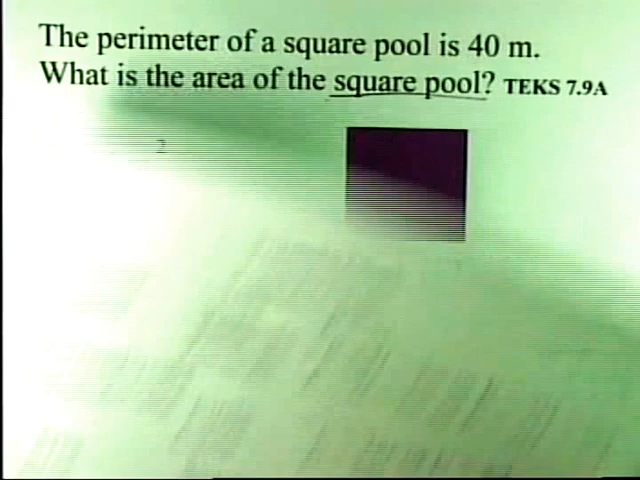 The perimeter of a square pool is 40 m.
What is the area of the square pool? TEKS 7.9A